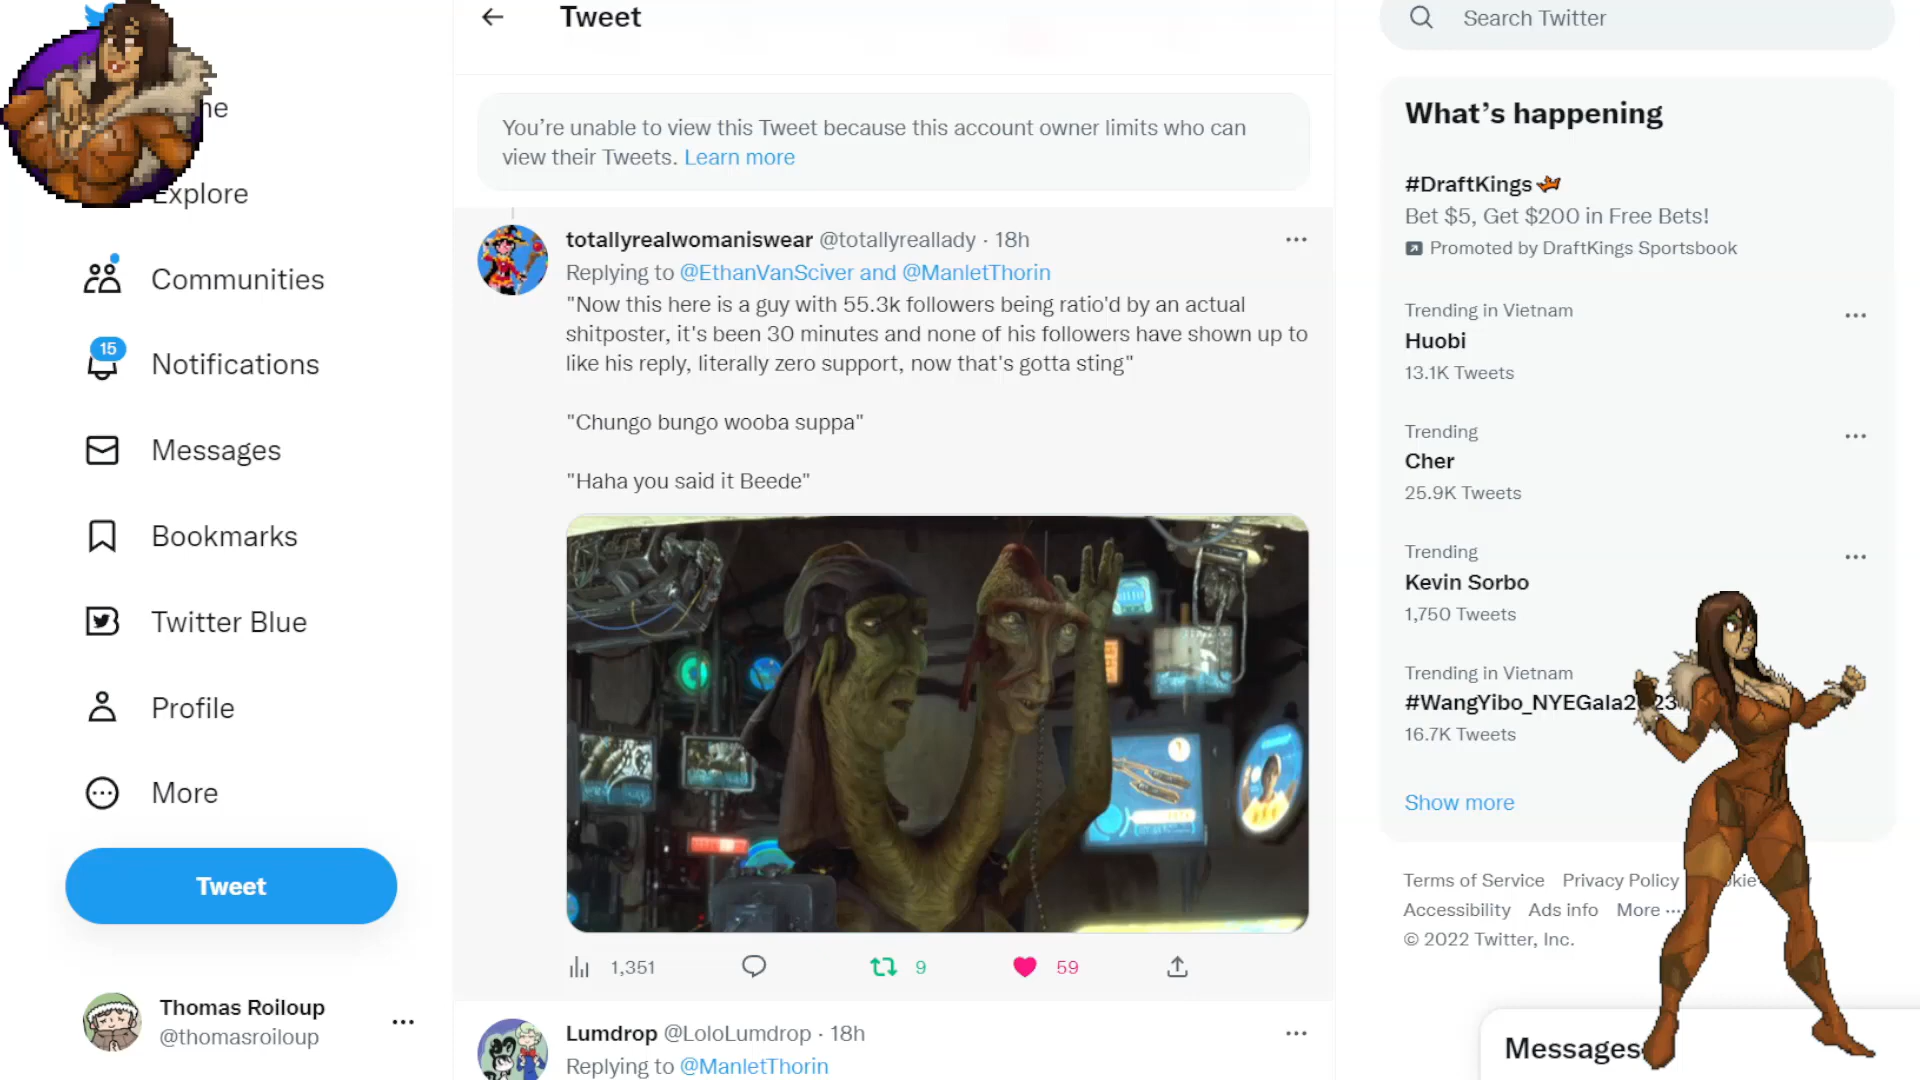 Tweet
Search Twitter
Explore
Communities
15
Notifications
Messages
Bookmarks
Twitter Blue
Profile
More
Tweet
Thomas Roiloup
@thomasroiloup
You're unable to view this Tweet because this account owner limits who can
view their Tweets. Learn more
totallyrealwomaniswear @totallyreallady · 18h
Replying to @EthanVanSciver and @ManletThorin
"Now this here is a guy with 55.3k followers being ratio'd by an actual
shitposter, it's been 30 minutes and none of his followers have shown up to
like his reply, literally zero support, now that's gotta sting"
"Chungo bungo wooba suppa"
"Haha you said it Beede"
1,351
9
59
Lumdrop @LoloLumdrop · 18h
Replying to @ManletThorin
What's happening
#DraftKings
Bet $5, Get $200 in Free Bets!
Promoted by DraftKings Sportsbook
Trending in Vietnam
Huobi
13.1K Tweets
Trending
Cher
25.9K Tweets
Trending
Kevin Sorbo
1,750 Tweets
Trending in Vietnam
#WangYibo_NYEGala2023
16.7K Tweets
Show more
Terms of Service Privacy Policy
Accessibility Ads info More ···
© 2022 Twitter, Inc.
Messages